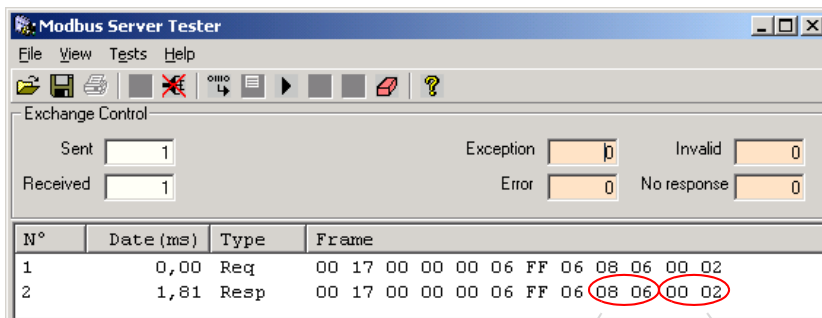 Modbus Server Tester
File View Tests Help
Exchange Control
Sent 1 Exception 0 Invalid 0
Received 1 Error 0 No response 0
N° Date (ms) Type Frame
1 0,00 Req 00 17 00 00 00 06 FF 06 08 06 00 02
2 1,81 Resp 00 17 00 00 00 06 FF 06 08 06 00 02